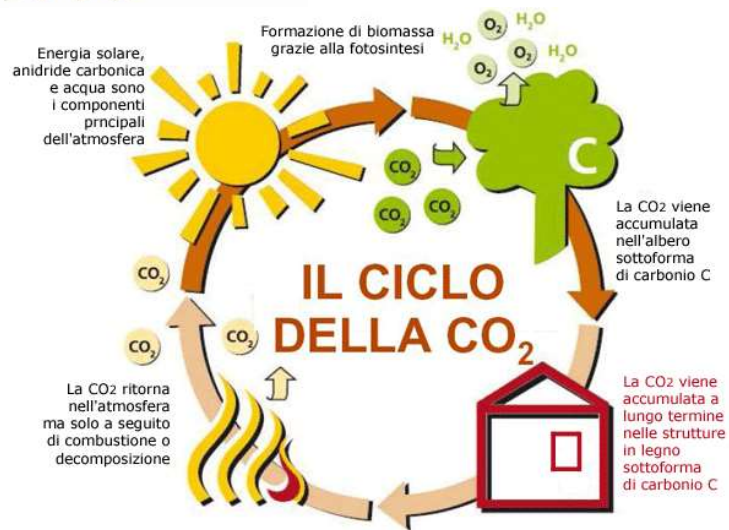 Energia solare,
anidride carbonica
e acqua sono
i componenti
prncipali
dell'atmosfera
Formazione di biomassa
grazie alla fotosintesi
H2O
O2
H2O
O2
O2
H2O
CO2
CO2
CO2
C
La CO2 viene
accumulata
nell'albero
sottoforma
di carbonio C
IL CICLO
DELLA CO2
CO2
CO2
CO2
La CO2 ritorna
nell'atmosfera
ma solo a seguito
di combustione o
decomposizione
La CO2 viene
accumulata a
lungo termine
nelle strutture
in legno
sottoforma
di carbonio C